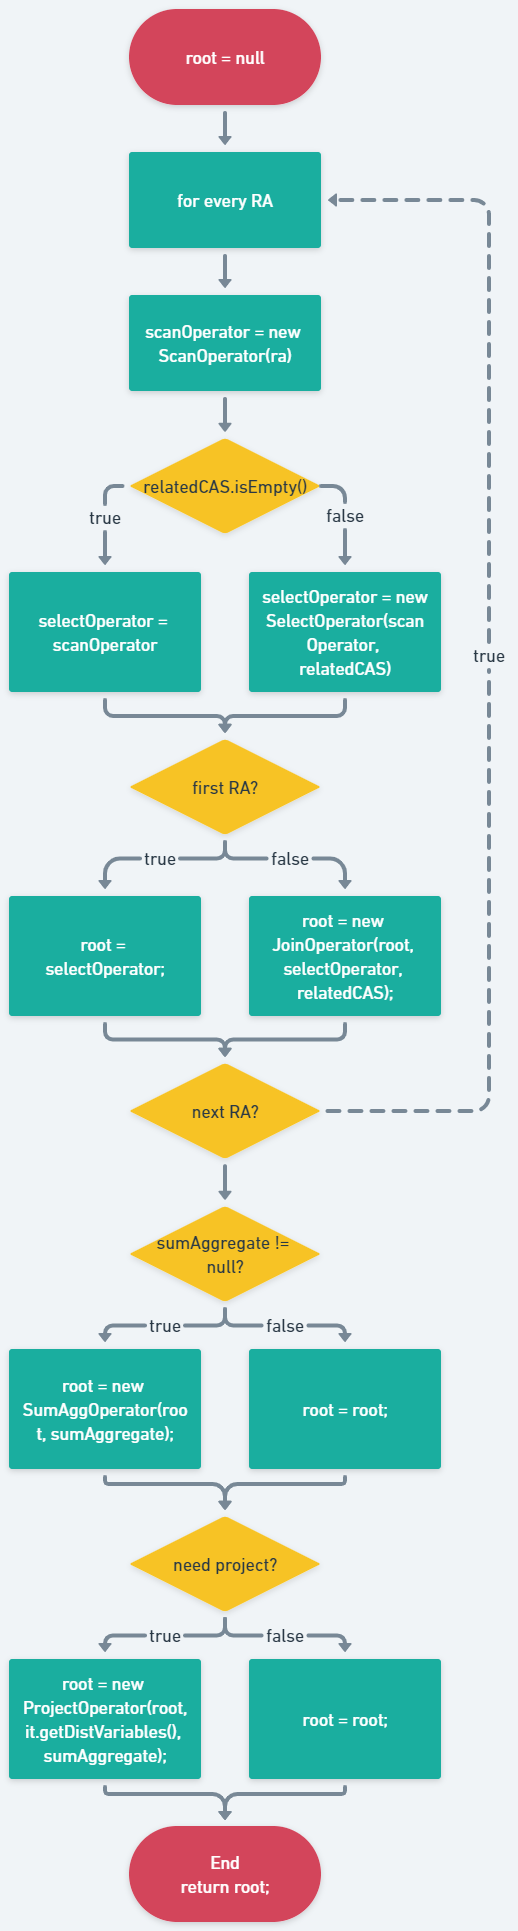 root = null
for every RA
scanOperator = new
ScanOperator(ra)
relatedCAS.isEmpty()
true
false
selectOperator =
scanOperator
selectOperator = new
SelectOperator(scan
Operator,
relatedCAS)
true
first RA?
true
false
root =
selectOperator;
root = new
JoinOperator(root,
selectOperator,
relatedCAS);
next RA?
sumAggregate !=
null?
true
false
root = new
SumAggOperator(roo
t, sumAggregate);
root = root;
need project?
true
false
root = new
ProjectOperator(root,
it.getDistVariables(),
sumAggregate);
root = root;
End
return root;